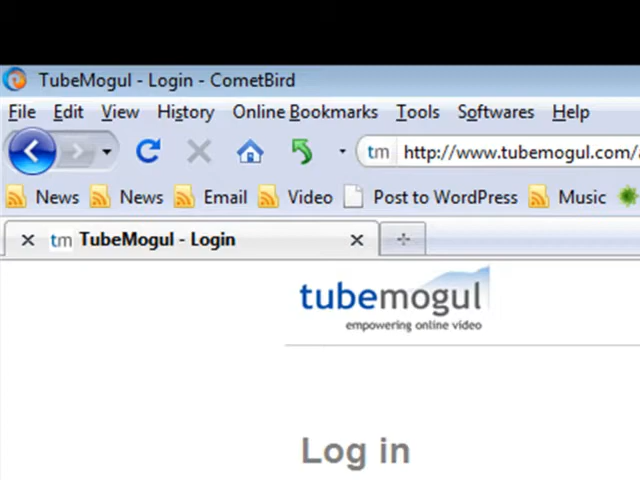 TubeMogul - Login - CometBird
File Edit View History Online Bookmarks Tools Softwares Help
tm http://www.tubemogul.com/
News News Email Video Post to WordPress Music
tm TubeMogul - Login
tubemogul
empowering online video
Log in